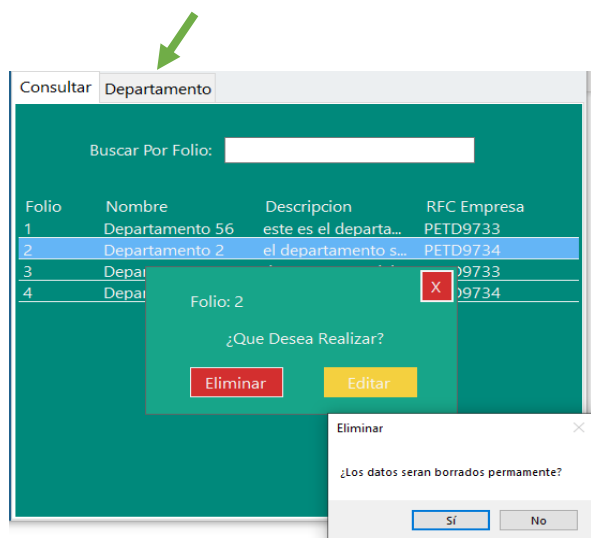 Consultar Departamento
Buscar Por Folio:
Folio Nombre Descripcion RFC Empresa
1 Departamento 56 este es el departa... PETD9733
2 Departamento 2 el departamento s... PETD9734
3
4
X
Folio: 2
¿Que Desea Realizar?
Eliminar Editar
Eliminar
¿Los datos seran borrados permamente?
Sí No